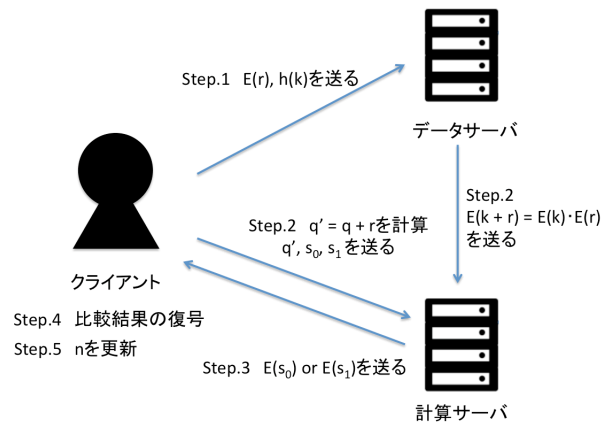 Step.1 E(r), h(k)を送る
データサーバ
Step.2
E(k + r) = E(k)･E(r)
を送る
Step.2 q’ = q + rを計算
q’, s₀, s₁を送る
クライアント
Step.4 比較結果の復号
Step.5 nを更新
Step.3 E(s₀) or E(s₁)を送る
計算サーバ